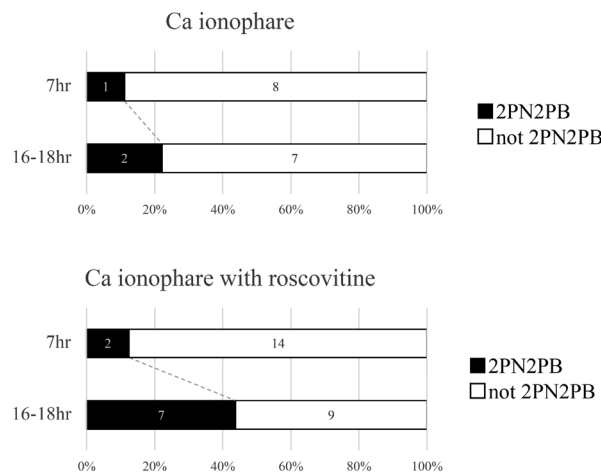 Ca ionophare
7hr
1
8
2PN2PB
not 2PN2PB
16-18hr
2
7
0%
20%
40%
60%
80%
100%
Ca ionophare with roscovitine
7hr
2
14
2PN2PB
not 2PN2PB
16-18hr
7
9
0%
20%
40%
60%
80%
100%